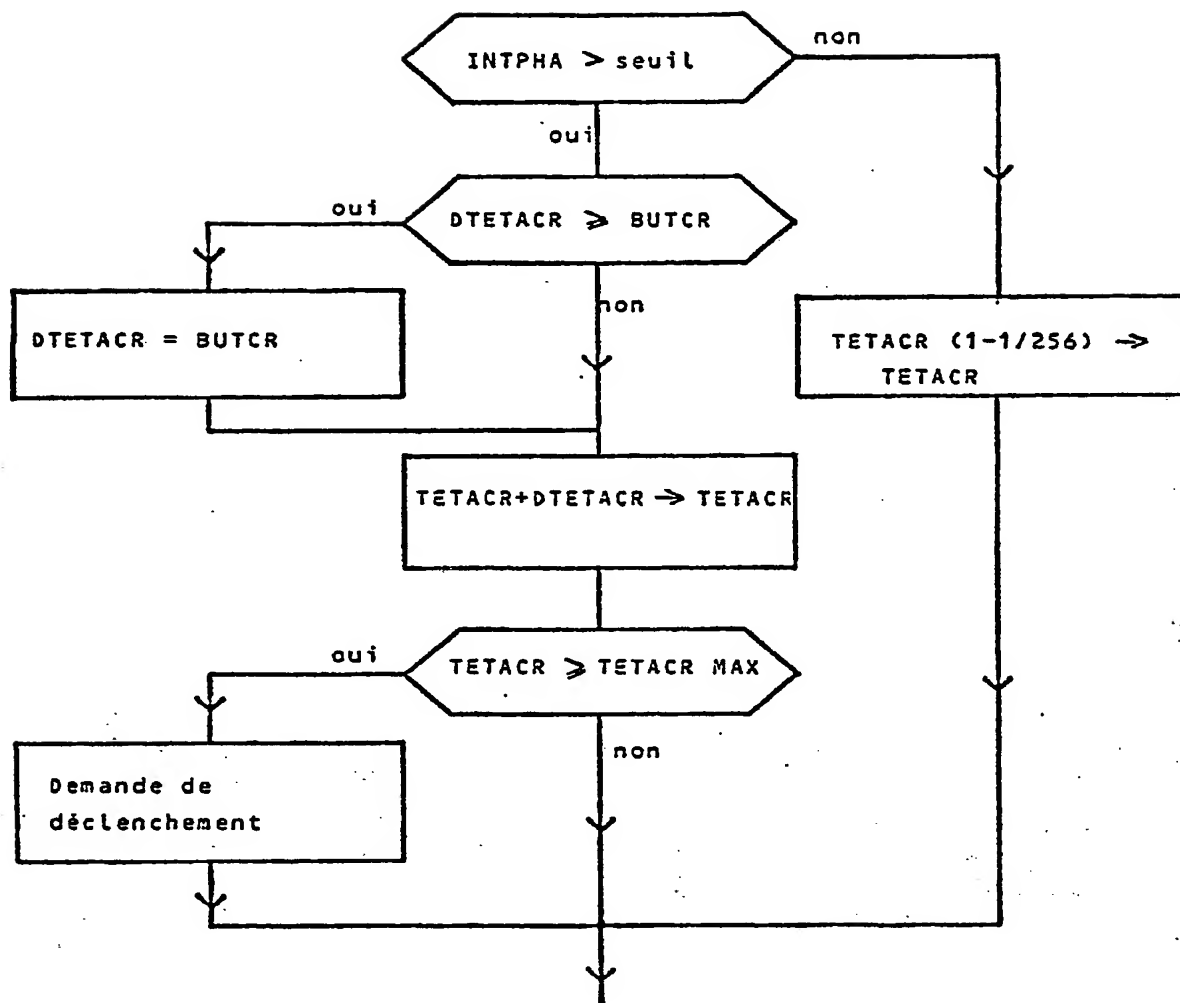 INTPHA > seuil
non
oui
DTETACR ⩾ BUTCR
oui
non
DTETACR = BUTCR
TETACR (1-1/256) →
TETACR
TETACR+DTETACR → TETACR
TETACR ⩾ TETACR MAX
oui
non
Demande de
déclenchement